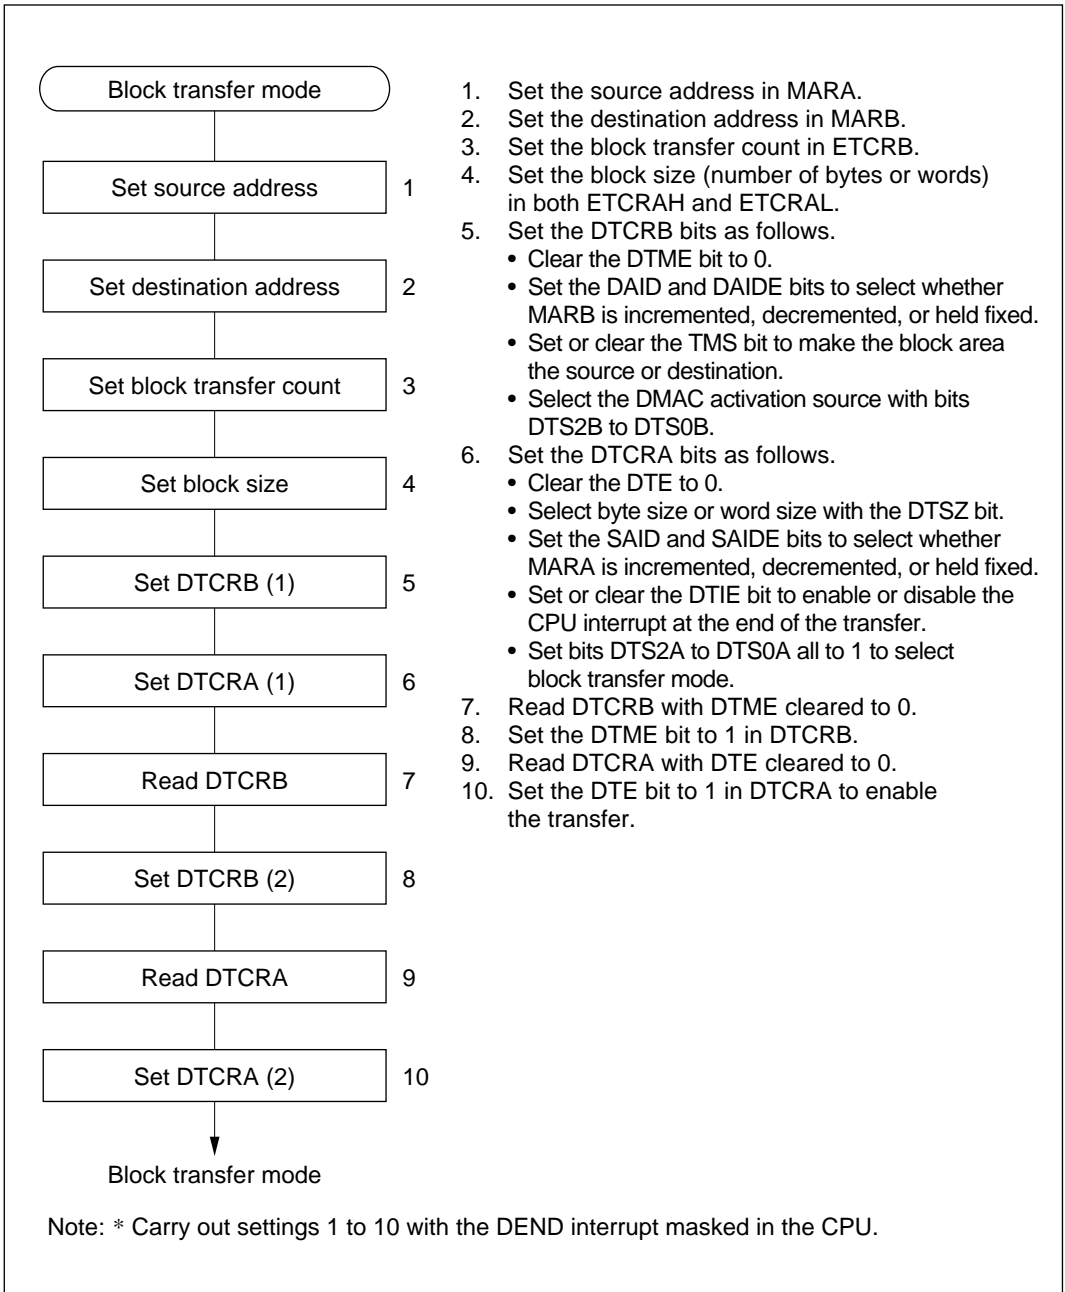 Block transfer mode
Set source address 1
Set destination address 2
Set block transfer count 3
Set block size 4
Set DTCRB (1) 5
Set DTCRA (1) 6
Read DTCRB 7
Set DTCRB (2) 8
Read DTCRA 9
Set DTCRA (2) 10
Block transfer mode
1. Set the source address in MARA.
2. Set the destination address in MARB.
3. Set the block transfer count in ETCRB.
4. Set the block size (number of bytes or words)
in both ETCRAH and ETCRAL.
5. Set the DTCRB bits as follows.
• Clear the DTME bit to 0.
• Set the DAID and DAIDE bits to select whether
MARB is incremented, decremented, or held fixed.
• Set or clear the TMS bit to make the block area
the source or destination.
• Select the DMAC activation source with bits
DTS2B to DTS0B.
6. Set the DTCRA bits as follows.
• Clear the DTE to 0.
• Select byte size or word size with the DTSZ bit.
• Set the SAID and SAIDE bits to select whether
MARA is incremented, decremented, or held fixed.
• Set or clear the DTIE bit to enable or disable the
CPU interrupt at the end of the transfer.
• Set bits DTS2A to DTS0A all to 1 to select
block transfer mode.
7. Read DTCRB with DTME cleared to 0.
8. Set the DTME bit to 1 in DTCRB.
9. Read DTCRA with DTE cleared to 0.
10. Set the DTE bit to 1 in DTCRA to enable
the transfer.
Note: * Carry out settings 1 to 10 with the DEND interrupt masked in the CPU.